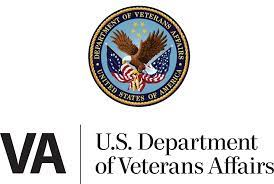 DEPARTMENT OF VETERANS AFFAIRS
UNITED STATES OF AMERICA
VA
U.S. Department
of Veterans Affairs